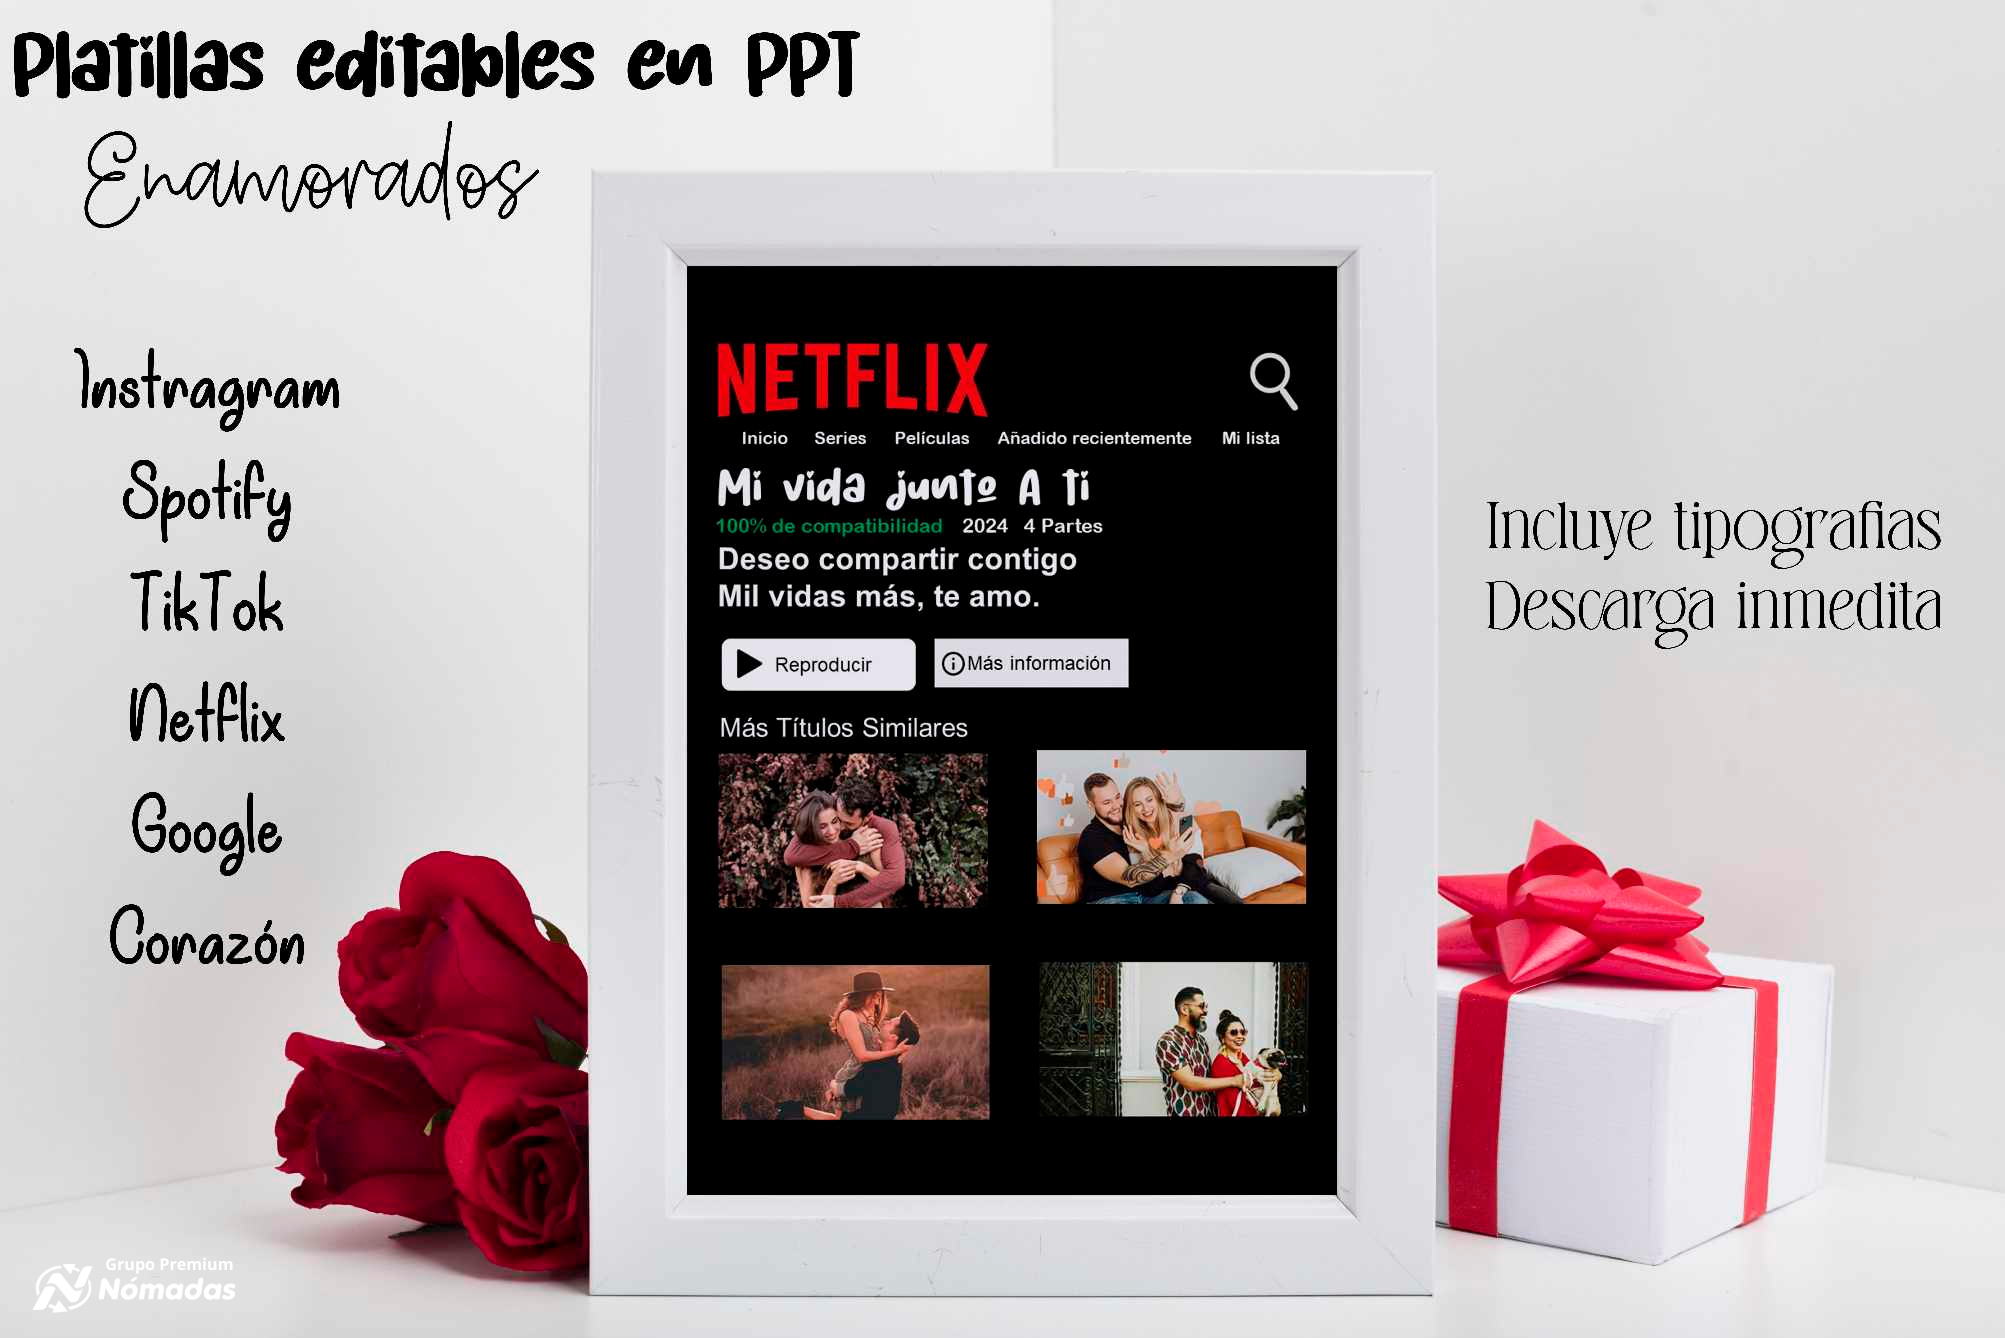 Platillas editables en PPT
Enamorados
Instragram
Spotify
TikTok
Netflix
Google
Corazón
NETFLIX
Inicio Series Películas Añadido recientemente Mi lista
Mi vida junto A ti
100% de compatibilidad 2024 4 Partes
Deseo compartir contigo
Mil vidas más, te amo.
Reproducir Más información
Más Títulos Similares
Incluye tipografias
Descarga inmedita
Grupo Premium
Nómadas